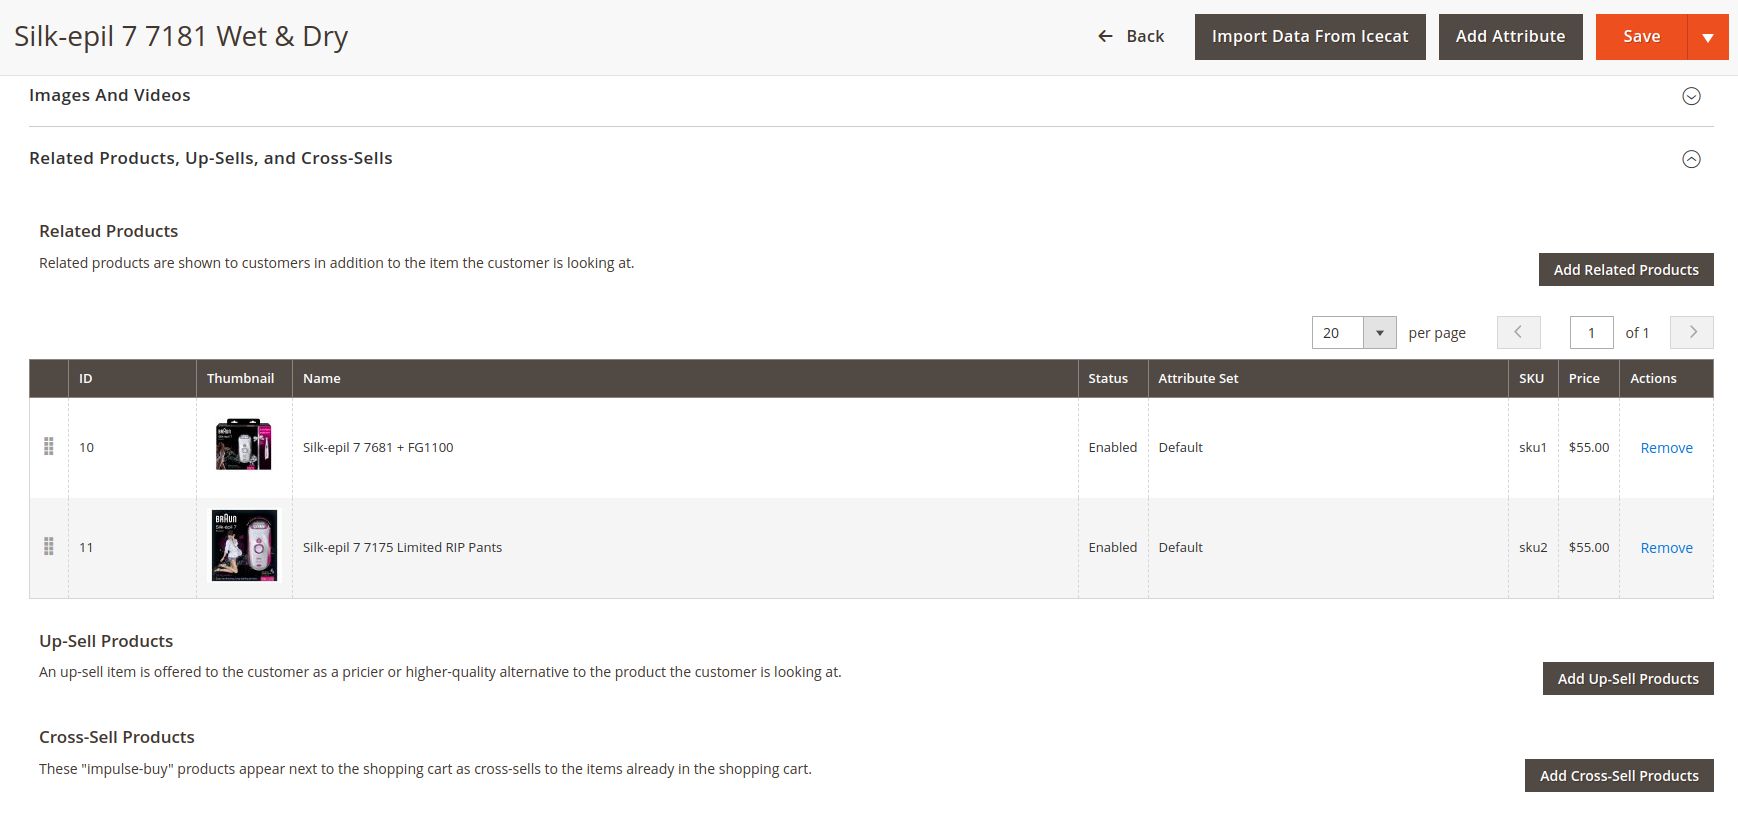 Silk-epil 7 7181 Wet & Dry
Back
Import Data From Icecat
Add Attribute
Save
Images And Videos
Related Products, Up-Sells, and Cross-Sells
Related Products
Related products are shown to customers in addition to the item the customer is looking at.
Add Related Products
20 per page 1 of 1
ID Thumbnail Name Status Attribute Set SKU Price Actions
10 Silk-epil 7 7681 + FG1100 Enabled Default sku1 $55.00 Remove
BRAUN
Silk-épil 7
11 Silk-epil 7 7175 Limited RIP Pants Enabled Default sku2 $55.00 Remove
Up-Sell Products
An up-sell item is offered to the customer as a pricier or higher-quality alternative to the product the customer is looking at.
Add Up-Sell Products
Cross-Sell Products
These "impulse-buy" products appear next to the shopping cart as cross-sells to the items already in the shopping cart.
Add Cross-Sell Products